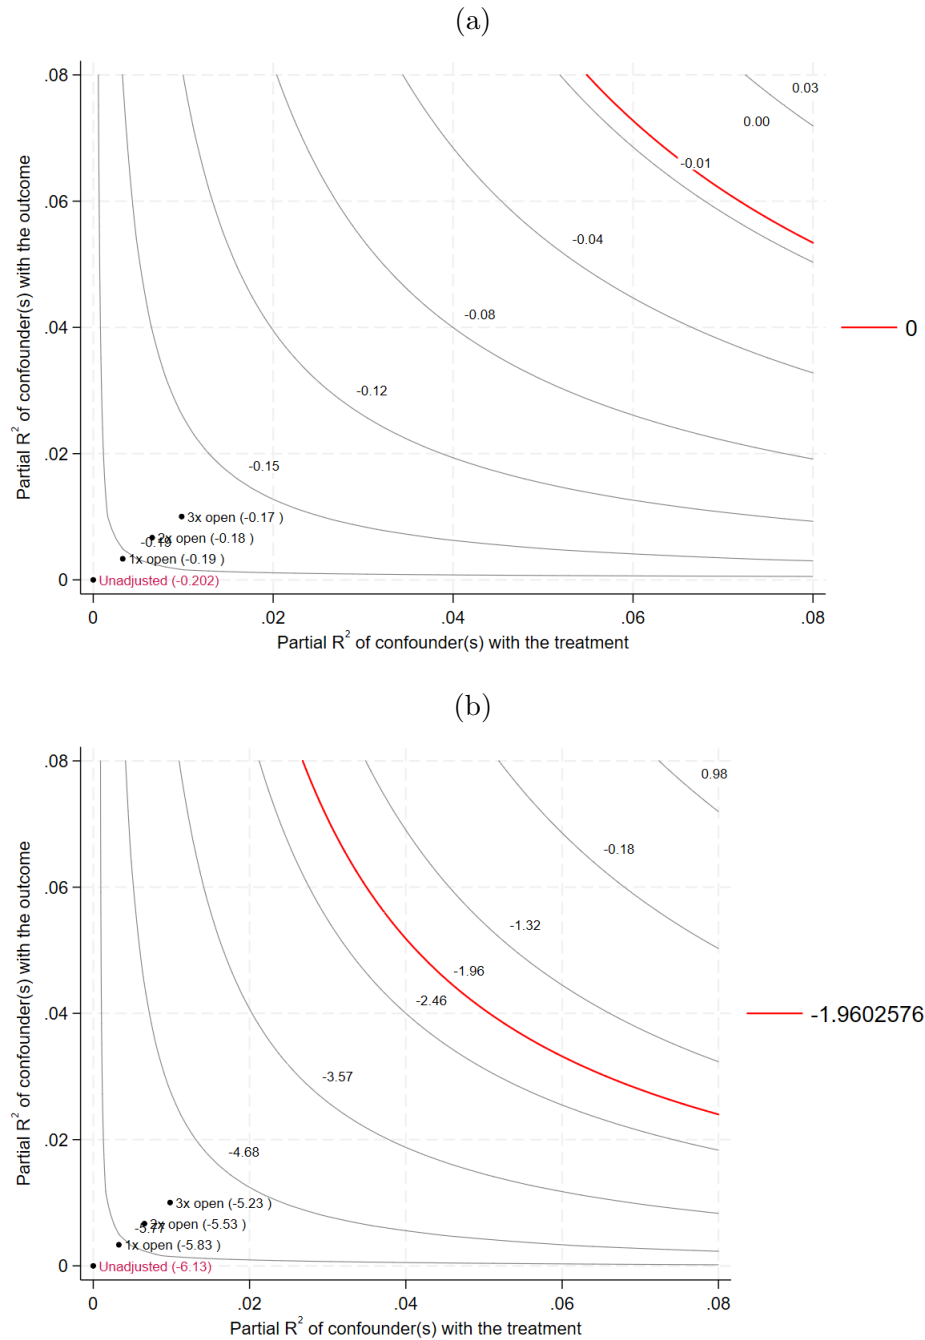 (a)
.08
.06
.04
.02
0
Partial R² of confounder(s) with the outcome
0.03
0.00
-0.01
-0.04
-0.08
-0.12
-0.15
-0.19
3x open (-0.17 )
2x open (-0.18 )
1x open (-0.19 )
Unadjusted (-0.202)
0
0 .02 .04 .06 .08
Partial R² of confounder(s) with the treatment
(b)
.08
.06
.04
.02
0
Partial R² of confounder(s) with the outcome
0.98
-0.18
-1.32
-1.96
-2.46
-3.57
-4.68
-5.77
3x open (-5.23 )
2x open (-5.53 )
1x open (-5.83 )
Unadjusted (-6.13)
-1.9602576
0 .02 .04 .06 .08
Partial R² of confounder(s) with the treatment